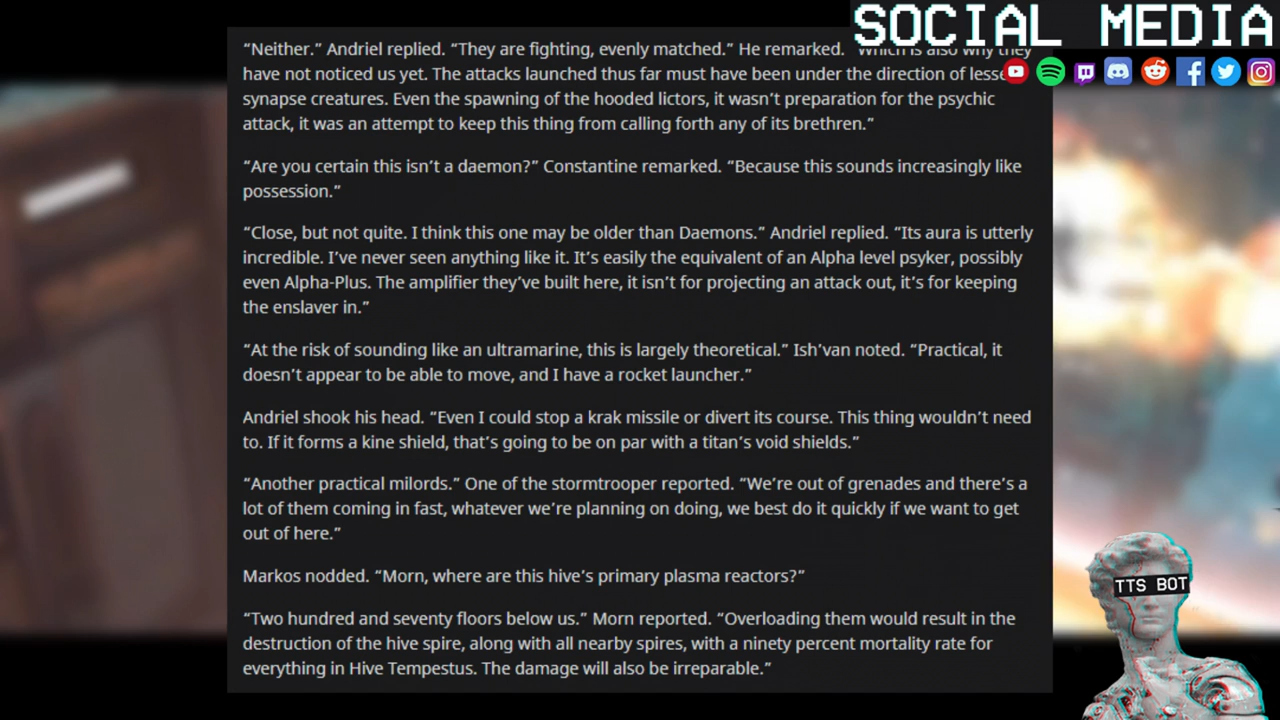 SOCIAL MEDIA
“Neither.” Andriel replied. “They are fighting, evenly matched.” He remarked. “Which is also why they
have not noticed us yet. The attacks launched thus far must have been under the direction of lesse
synapse creatures. Even the spawning of the hooded lictors, it wasn’t preparation for the psychic
attack, it was an attempt to keep this thing from calling forth any of its brethren.”
“Are you certain this isn’t a daemon?” Constantine remarked. “Because this sounds increasingly like
possession.”
“Close, but not quite. I think this one may be older than Daemons.” Andriel replied. “Its aura is utterly
incredible. I’ve never seen anything like it. It’s easily the equivalent of an Alpha level psyker, possibly
even Alpha-Plus. The amplifier they’ve built here, it isn’t for projecting an attack out, it’s for keeping
the enslaver in.”
“At the risk of sounding like an ultramarine, this is largely theoretical.” Ish’van noted. “Practical, it
doesn’t appear to be able to move, and I have a rocket launcher.”
Andriel shook his head. “Even I could stop a krak missile or divert its course. This thing wouldn’t need
to. If it forms a kine shield, that’s going to be on par with a titan’s void shields.”
“Another practical milords.” One of the stormtrooper reported. “We’re out of grenades and there’s a
lot of them coming in fast, whatever we’re planning on doing, we best do it quickly if we want to get
out of here.”
Markos nodded. “Morn, where are this hive’s primary plasma reactors?”
“Two hundred and seventy floors below us.” Morn reported. “Overloading them would result in the
destruction of the hive spire, along with all nearby spires, with a ninety percent mortality rate for
everything in Hive Tempestus. The damage will also be irreparable.”
TTS BOT